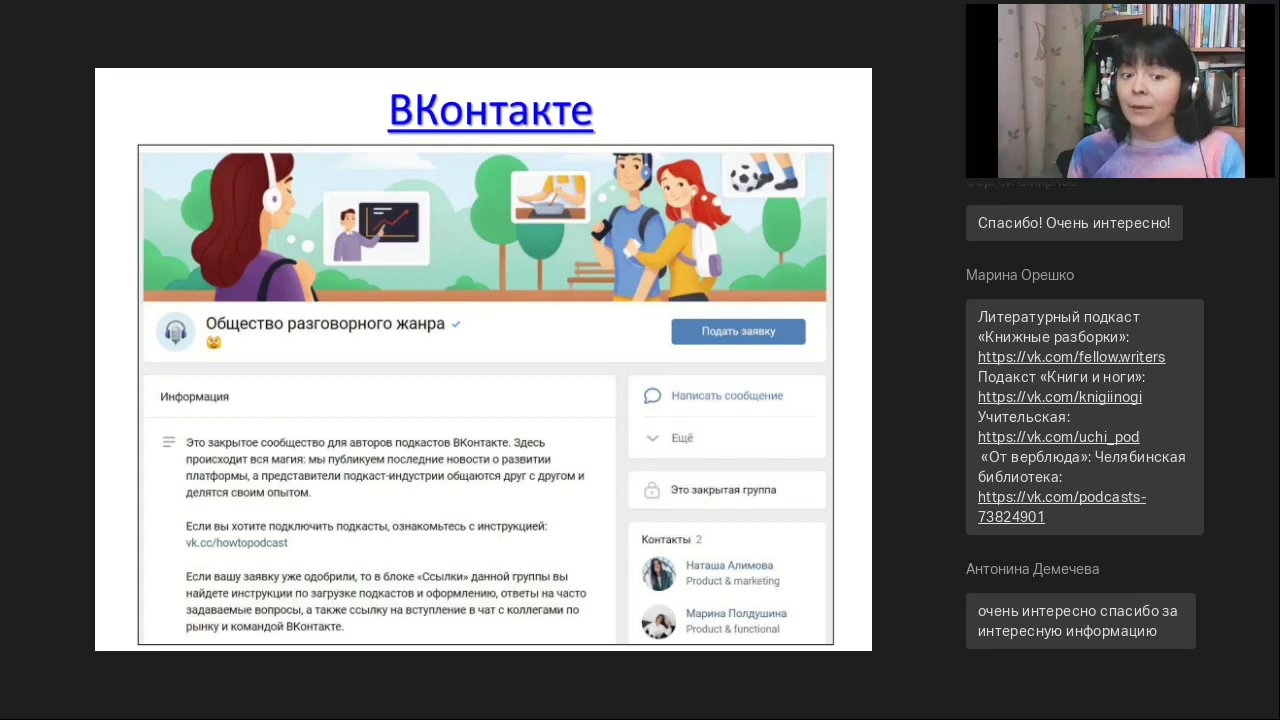 ВКонтакте
Общество разговорного жанра
Подать заявку
Информация
Это закрытое сообщество для авторов подкастов ВКонтакте. Здесь
происходит вся магия: мы публикуем последние новости о развитии
платформы, а представители подкаст-индустрии общаются друг с другом и
делятся своим опытом.
Если вы хотите подключить подкасты, ознакомьтесь с инструкцией:
vk.cc/howtopodcast
Если вашу заявку уже одобрили, то в блоке «Ссылки» данной группы вы
найдете инструкции по загрузке подкастов и оформлению, ответы на часто
задаваемые вопросы, а также ссылку на вступление в чат с коллегами по
рынку и командой ВКонтакте.
Написать сообщение
Ещё
Это закрытая группа
Контакты 2
Наташа Алимова
Product & marketing
Марина Полдушина
Product & functional
Сергей Смирнов
Спасибо! Очень интересно!
Марина Орешко
Литературный подкаст
«Книжные разборки»:
https://vk.com/fellow.writers
Подакст «Книги и ноги»:
https://vk.com/knigiinogi
Учительская:
https://vk.com/uchi_pod
«От верблюда»: Челябинская
библиотека:
https://vk.com/podcasts-
73824901
Антонина Демечева
очень интересно спасибо за
интересную информацию